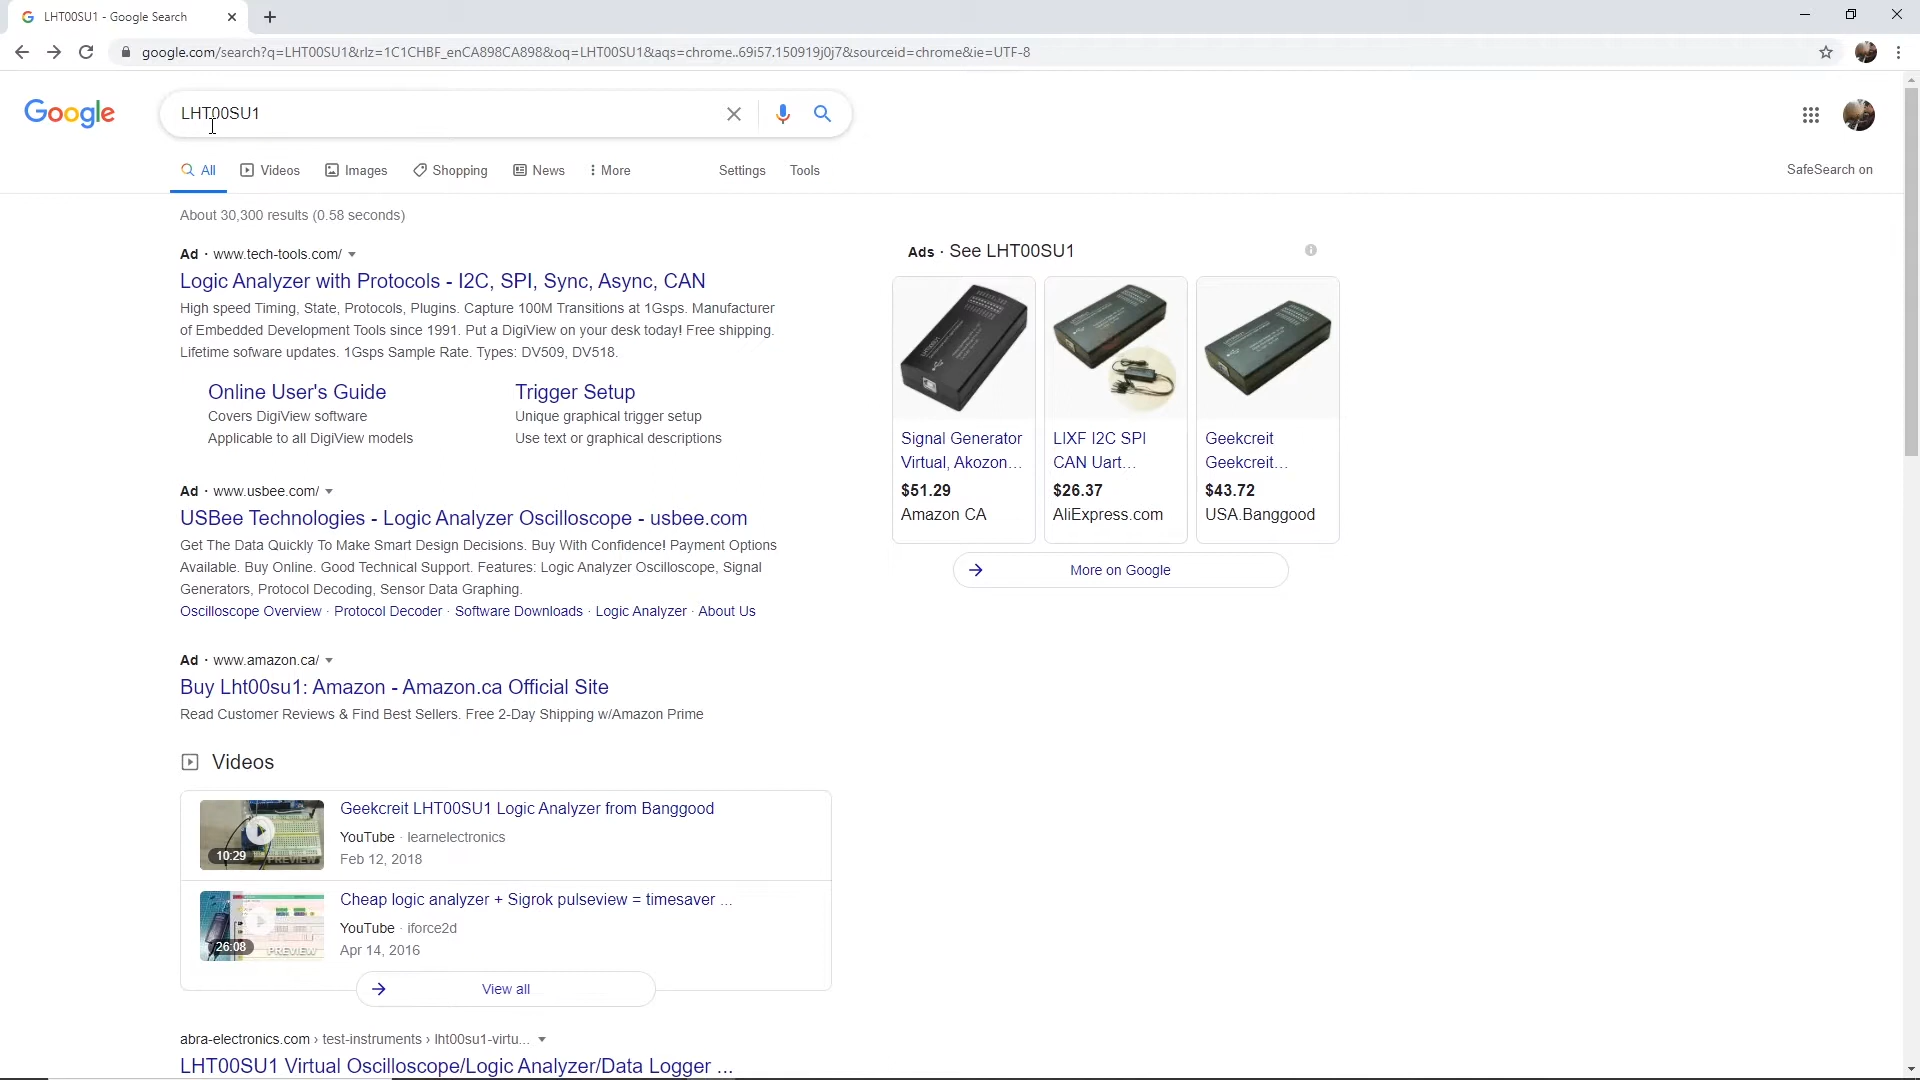 LHT00SU1 - Google Search
google.com/search?q=LHT00SU1&rlz=1C1CHBF_enCA898CA898&oq=LHT00SU1&aqs=chrome..69i57.150919j0j7&sourceid=chrome&ie=UTF-8
Google
LHT00SU1
All
Videos
Images
Shopping
News
More
Settings
Tools
SafeSearch on
About 30,300 results (0.58 seconds)
Ad · www.tech-tools.com/
Logic Analyzer with Protocols - I2C, SPI, Sync, Async, CAN
High speed Timing, State, Protocols, Plugins. Capture 100M Transitions at 1Gsps. Manufacturer
of Embedded Development Tools since 1991. Put a DigiView on your desk today! Free shipping.
Lifetime sofware updates. 1Gsps Sample Rate. Types: DV509, DV518.
Online User's Guide
Covers DigiView software
Applicable to all DigiView models
Trigger Setup
Unique graphical trigger setup
Use text or graphical descriptions
Ad · www.usbee.com/
USBee Technologies - Logic Analyzer Oscilloscope - usbee.com
Get The Data Quickly To Make Smart Design Decisions. Buy With Confidence! Payment Options
Available. Buy Online. Good Technical Support. Features: Logic Analyzer Oscilloscope, Signal
Generators, Protocol Decoding, Sensor Data Graphing.
Oscilloscope Overview · Protocol Decoder · Software Downloads · Logic Analyzer · About Us
Ad · www.amazon.ca/
Buy Lht00su1: Amazon - Amazon.ca Official Site
Read Customer Reviews & Find Best Sellers. Free 2-Day Shipping w/Amazon Prime
Videos
Geekcreit LHT00SU1 Logic Analyzer from Banggood
YouTube · learnelectronics
Feb 12, 2018
10:29
PREVIEW
Cheap logic analyzer + Sigrok pulseview = timesaver ...
YouTube · iforce2d
Apr 14, 2016
26:08
PREVIEW
View all
abra-electronics.com › test-instruments › lht00su1-virtu...
LHT00SU1 Virtual Oscilloscope/Logic Analyzer/Data Logger ...
Ads · See LHT00SU1
Signal Generator
Virtual, Akozon...
$51.29
Amazon CA
LIXF I2C SPI
CAN Uart...
$26.37
AliExpress.com
Geekcreit
Geekcreit...
$43.72
USA.Banggood
More on Google